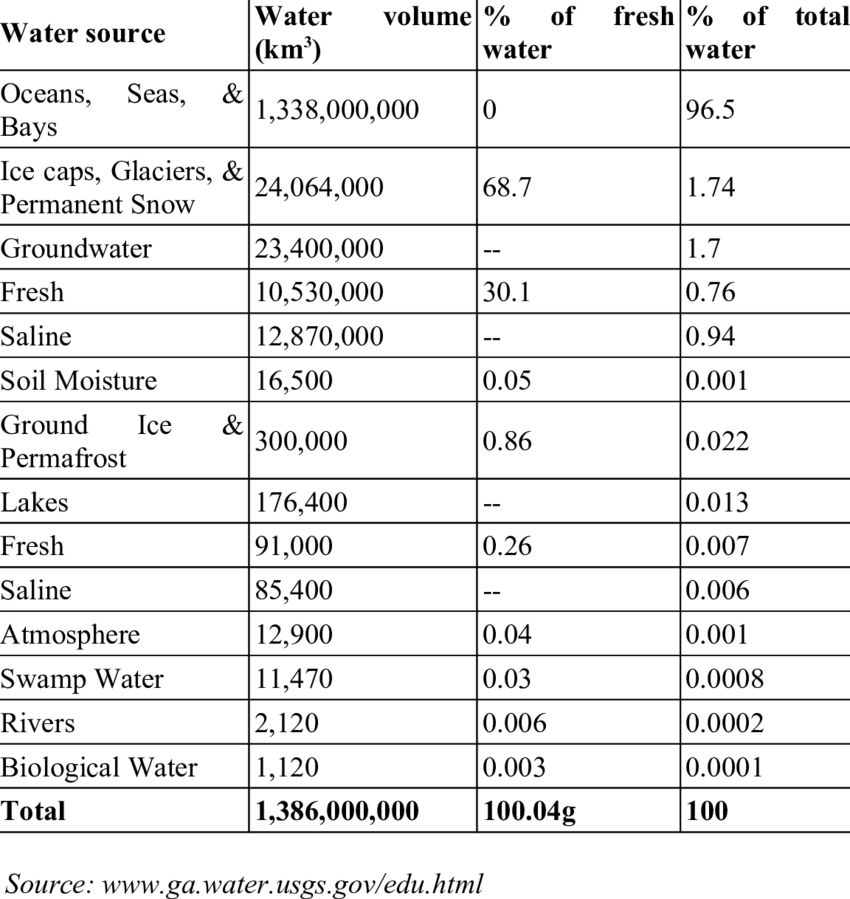 Water source | Water volume (km³) | % of fresh water | % of total water
Oceans, Seas, & Bays | 1,338,000,000 | 0 | 96.5
Ice caps, Glaciers, & Permanent Snow | 24,064,000 | 68.7 | 1.74
Groundwater | 23,400,000 | -- | 1.7
Fresh | 10,530,000 | 30.1 | 0.76
Saline | 12,870,000 | -- | 0.94
Soil Moisture | 16,500 | 0.05 | 0.001
Ground Ice & Permafrost | 300,000 | 0.86 | 0.022
Lakes | 176,400 | -- | 0.013
Fresh | 91,000 | 0.26 | 0.007
Saline | 85,400 | -- | 0.006
Atmosphere | 12,900 | 0.04 | 0.001
Swamp Water | 11,470 | 0.03 | 0.0008
Rivers | 2,120 | 0.006 | 0.0002
Biological Water | 1,120 | 0.003 | 0.0001
Total | 1,386,000,000 | 100.04g | 100
Source: www.ga.water.usgs.gov/edu.html